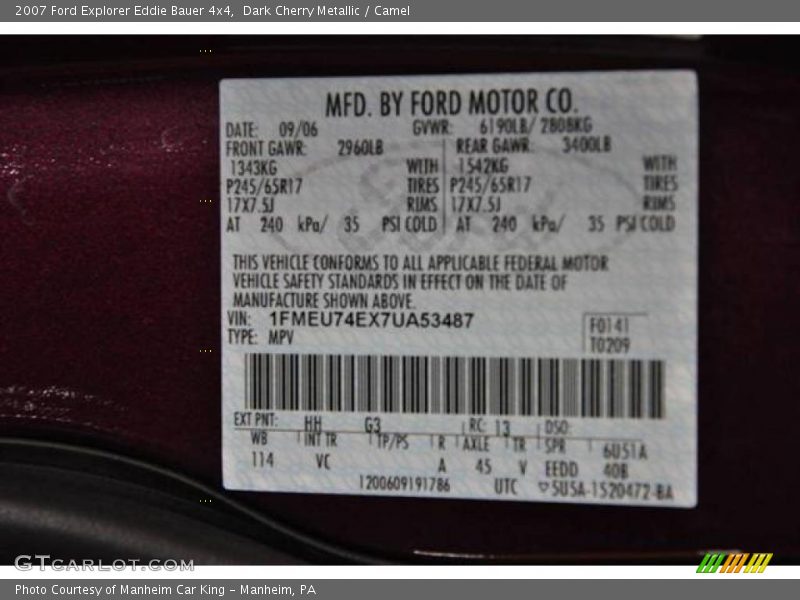 2007 Ford Explorer Eddie Bauer 4x4, Dark Cherry Metallic / Camel
MFD. BY FORD MOTOR CO.
DATE: 09/06 GVWR: 6190LB/ 2808KG
FRONT GAWR: 2960LB REAR GAWR: 3400LB
1343KG WITH 1542KG WITH
P245/65R17 TIRES P245/65R17 TIRES
17X7.5J RIMS 17X7.5J RIMS
AT 240 kPa/ 35 PSI COLD AT 240 kPa/ 35 PSI COLD
THIS VEHICLE CONFORMS TO ALL APPLICABLE FEDERAL MOTOR
VEHICLE SAFETY STANDARDS IN EFFECT ON THE DATE OF
MANUFACTURE SHOWN ABOVE.
VIN: 1FMEU74EX7UA53487 F0141
TYPE: MPV T0209
EXT PNT: HH G3 RC: 13 DSO:
WB INT TR TP/PS R AXLE TR SPR 6U51A
114 VC A 45 V EEDD 40B
1200609191786 UTC ▽5U5A-1520472-BA
GTCARLOT.COM
Photo Courtesy of Manheim Car King - Manheim, PA